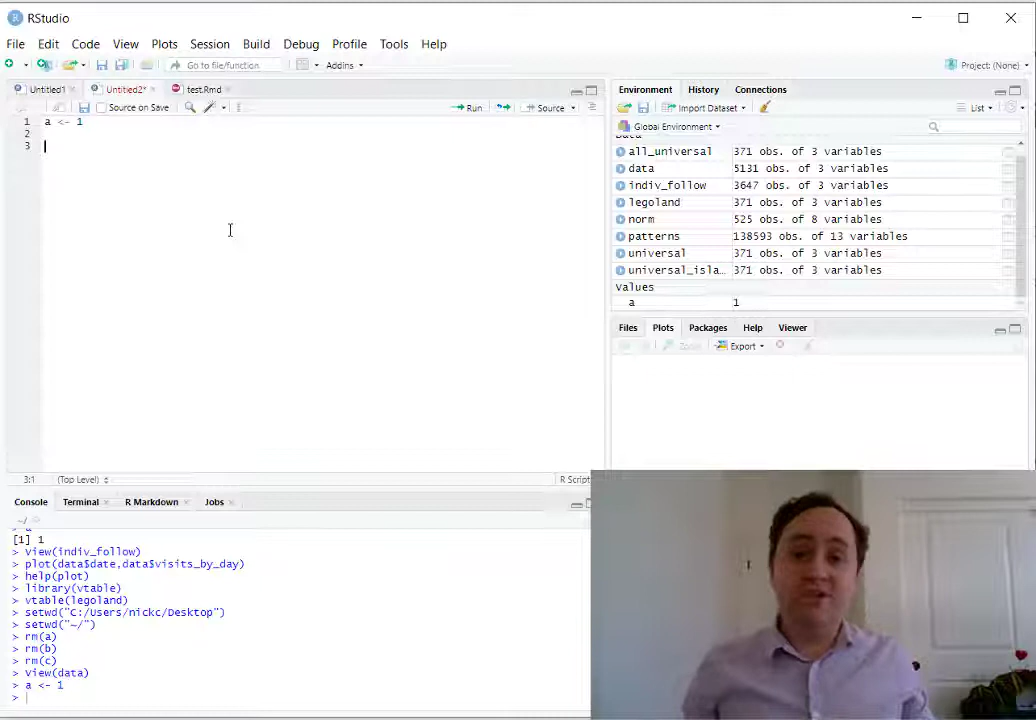 RStudio
File Edit Code View Plots Session Build Debug Profile Tools Help
Go to file/function Addins Project: (None)
Untitled1 Untitled2* test.Rmd
Source on Save Run Source
1 a <- 1
2
3
3:1 (Top Level) R Script
Console Terminal R Markdown Jobs
~/
[1] 1
> View(indiv_follow)
> plot(data$date,data$visits_by_day)
> help(plot)
> library(vtable)
> vtable(legoland)
> setwd("C:/Users/nickc/Desktop")
> setwd("~/")
> rm(a)
> rm(b)
> rm(c)
> View(data)
> a <- 1
>
Environment History Connections
Import Dataset List
Global Environment
Data
all_universal 371 obs. of 3 variables
data 5131 obs. of 3 variables
indiv_follow 3647 obs. of 3 variables
legoland 371 obs. of 3 variables
norm 525 obs. of 8 variables
patterns 138593 obs. of 13 variables
universal 371 obs. of 3 variables
universal_isla… 371 obs. of 3 variables
Values
a 1
Files Plots Packages Help Viewer
Zoom Export